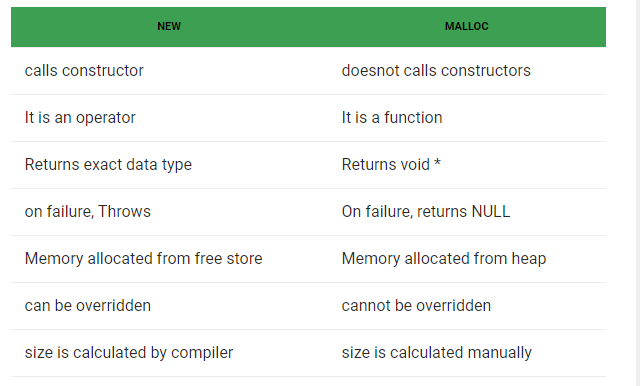 NEW MALLOC
calls constructor doesnot calls constructors
It is an operator It is a function
Returns exact data type Returns void *
on failure, Throws On failure, returns NULL
Memory allocated from free store Memory allocated from heap
can be overridden cannot be overridden
size is calculated by compiler size is calculated manually